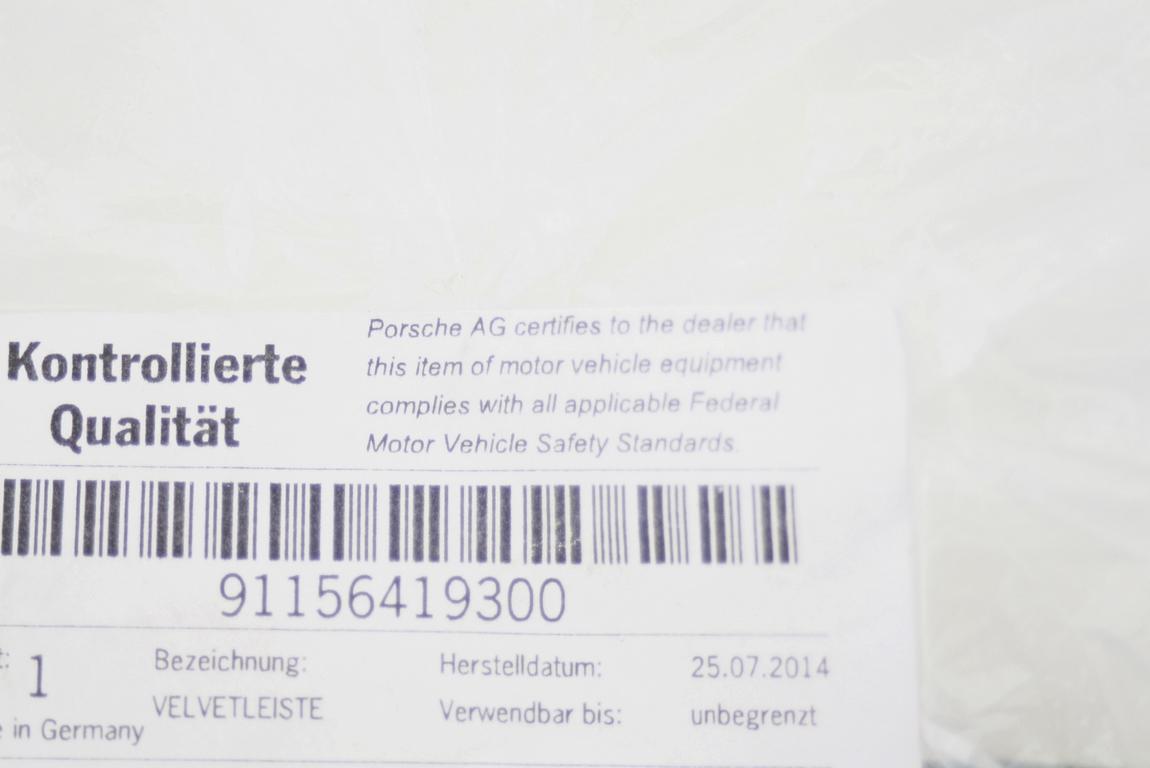 Kontrollierte
Qualität
Porsche AG certifies to the dealer that
this item of motor vehicle equipment
complies with all applicable Federal
Motor Vehicle Safety Standards.
91156419300
1
Bezeichnung:
VELVETLEISTE
in Germany
Herstelldatum: 25.07.2014
Verwendbar bis: unbegrenzt